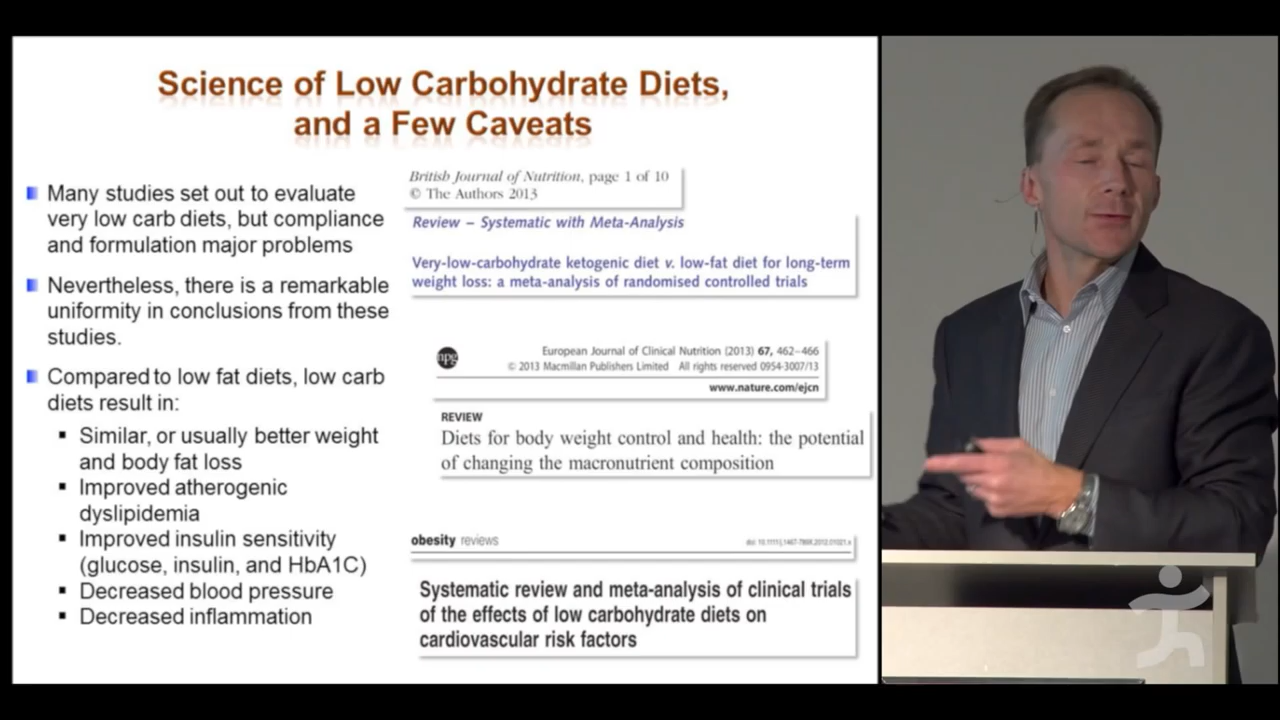 Science of Low Carbohydrate Diets,
and a Few Caveats
Many studies set out to evaluate
very low carb diets, but compliance
and formulation major problems
Nevertheless, there is a remarkable
uniformity in conclusions from these
studies.
Compared to low fat diets, low carb
diets result in:
Similar, or usually better weight
and body fat loss
Improved atherogenic
dyslipidemia
Improved insulin sensitivity
(glucose, insulin, and HbA1C)
Decreased blood pressure
Decreased inflammation
British Journal of Nutrition, page 1 of 10
© The Authors 2013
Review – Systematic with Meta-Analysis
Very-low-carbohydrate ketogenic diet v. low-fat diet for long-term
weight loss: a meta-analysis of randomised controlled trials
npg
European Journal of Clinical Nutrition (2013) 67, 462–466
© 2013 Macmillan Publishers Limited All rights reserved 0954-3007/13
www.nature.com/ejcn
REVIEW
Diets for body weight control and health: the potential
of changing the macronutrient composition
obesity reviews
Systematic review and meta-analysis of clinical trials
of the effects of low carbohydrate diets on
cardiovascular risk factors